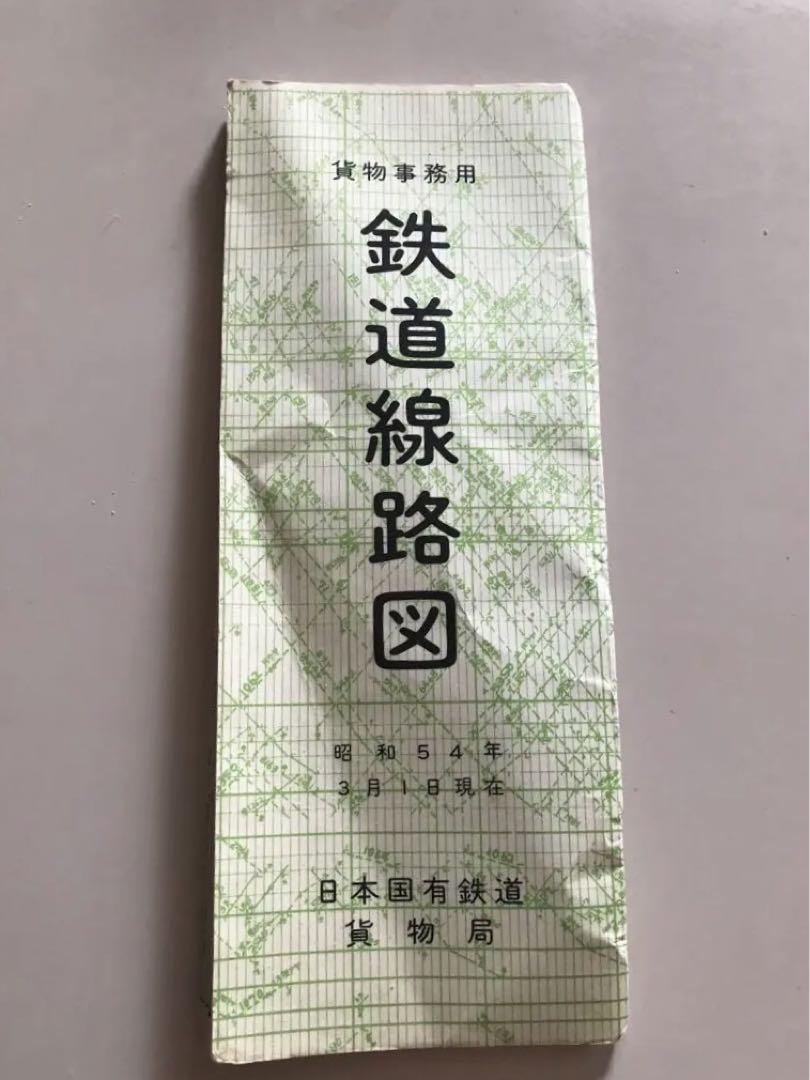 貨物事務用
鉄道線路図
昭和54年
3月1日現在
日本国有鉄道
貨物局